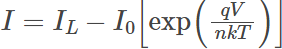 I = I_L − I_0⌊exp(qV/nkT)